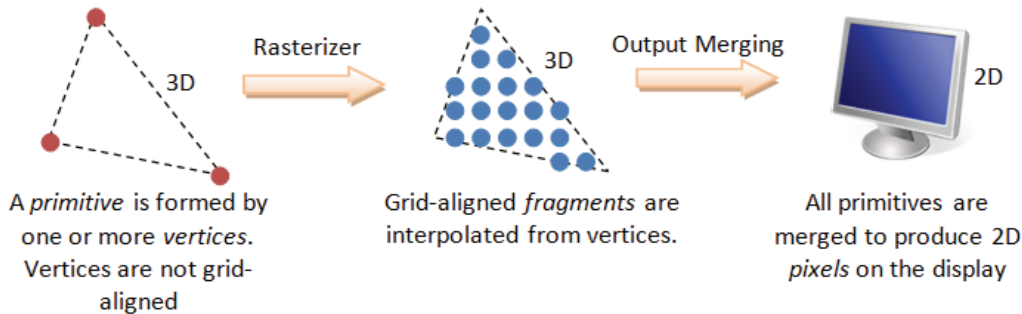 3D
Rasterizer
3D
Output Merging
2D
A primitive is formed by
one or more vertices.
Vertices are not grid-
aligned
Grid-aligned fragments are
interpolated from vertices.
All primitives are
merged to produce 2D
pixels on the display